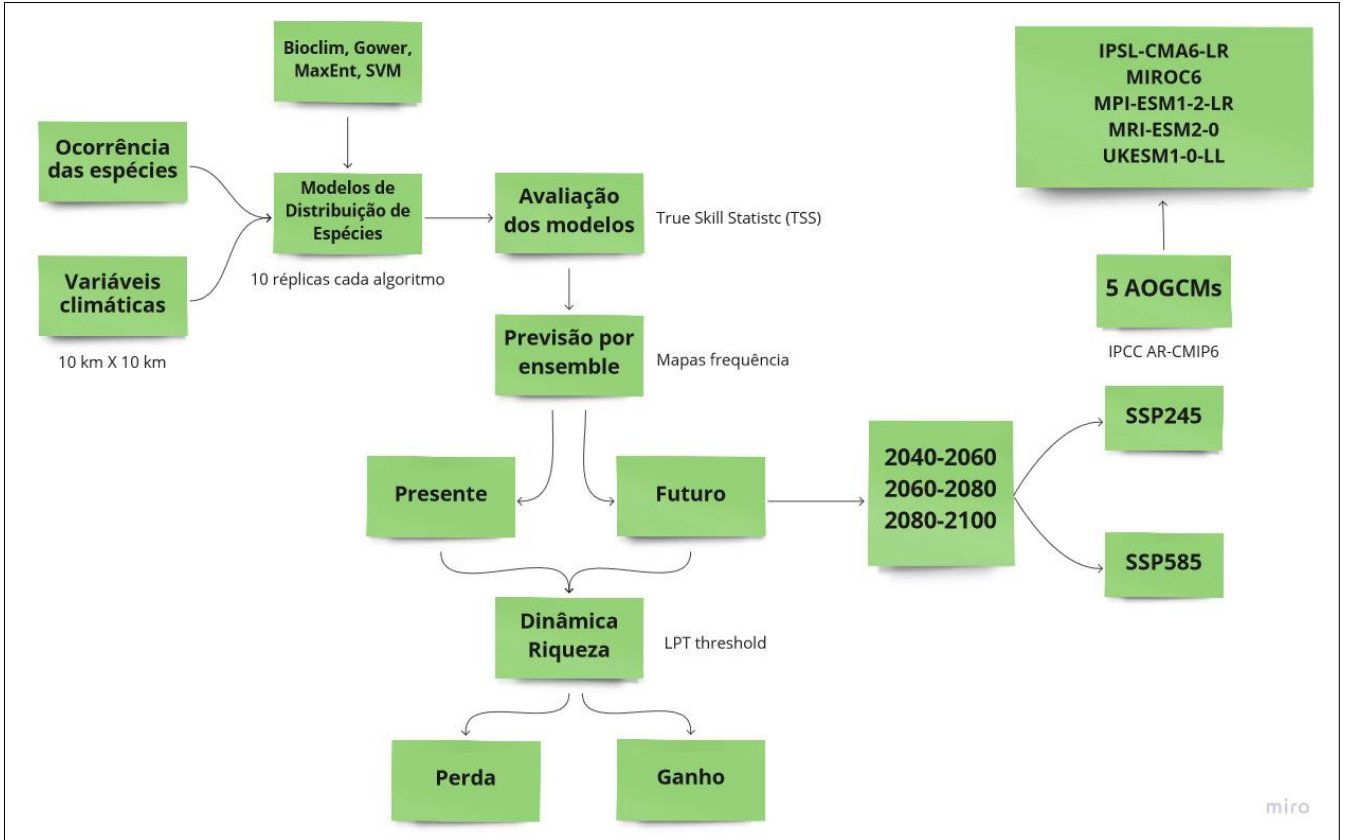 Bioclim, Gower,
MaxEnt, SVM
Ocorrência
das espécies
Variáveis
climáticas
10 km X 10 km
Modelos de
Distribuição de
Espécies
10 réplicas cada algoritmo
Avaliação
dos modelos
True Skill Statistc (TSS)
Previsão por
ensemble
Mapas frequência
Presente
Futuro
2040-2060
2060-2080
2080-2100
SSP245
SSP585
5 AOGCMs
IPCC AR-CMIP6
IPSL-CMA6-LR
MIROC6
MPI-ESM1-2-LR
MRI-ESM2-0
UKESM1-0-LL
Dinâmica
Riqueza
LPT threshold
Perda
Ganho
miro